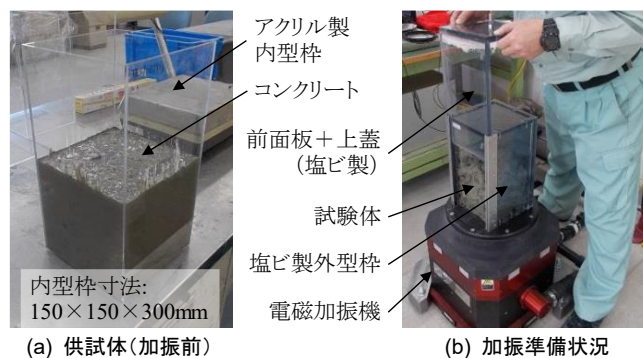 アクリル製
内型枠
コンクリート
前面板＋上蓋
(塩ビ製)
試験体
塩ビ製外型枠
電磁加振機
内型枠寸法:
150×150×300mm
(a) 供試体(加振前)
(b) 加振準備状況